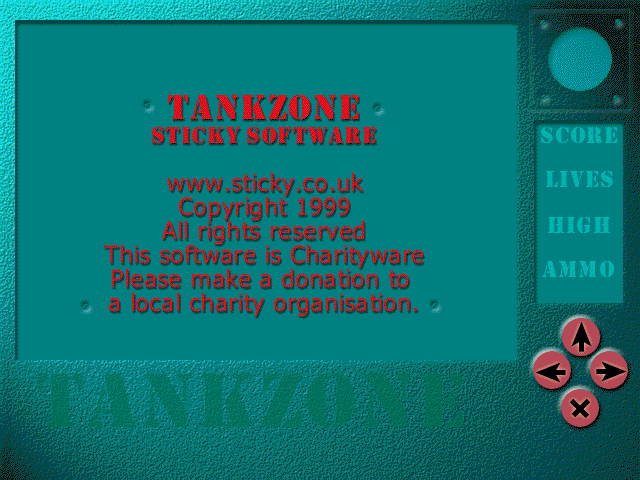 TANKZONE
STICKY SOFTWARE
www.sticky.co.uk
Copyright 1999
All rights reserved
This software is Charityware
Please make a donation to
a local charity organisation.
SCORE
LIVES
HIGH
AMMO
TANKZONE